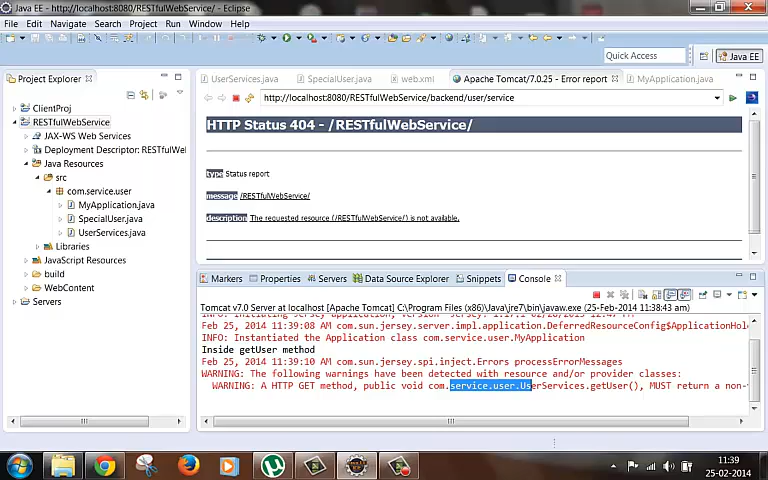 Java EE - http://localhost:8080/RESTfulWebService/ - Eclipse
File Edit Navigate Search Project Run Window Help
Quick Access
Java EE
Project Explorer
ClientProj
RESTfulWebService
JAX-WS Web Services
Deployment Descriptor: RESTfulWel
Java Resources
src
com.service.user
MyApplication.java
SpecialUser.java
UserServices.java
Libraries
JavaScript Resources
build
WebContent
Servers
UserServices.java SpecialUser.java web.xml Apache Tomcat/7.0.25 - Error report MyApplication.java
http://localhost:8080/RESTfulWebService/backend/user/service
HTTP Status 404 - /RESTfulWebService/
type Status report
message /RESTfulWebService/
description The requested resource (/RESTfulWebService/) is not available.
Markers Properties Servers Data Source Explorer Snippets Console
Tomcat v7.0 Server at localhost [Apache Tomcat] C:\Program Files (x86)\Java\jre7\bin\javaw.exe (25-Feb-2014 11:38:43 am)
Feb 25, 2014 11:39:08 AM com.sun.jersey.server.impl.application.DeferredResourceConfig$ApplicationHol
INFO: Instantiated the Application class com.service.user.MyApplication
Inside getUser method
Feb 25, 2014 11:39:10 AM com.sun.jersey.spi.inject.Errors processErrorMessages
WARNING: The following warnings have been detected with resource and/or provider classes:
WARNING: A HTTP GET method, public void com.service.user.UserServices.getUser(), MUST return a non-
11:39
25-02-2014